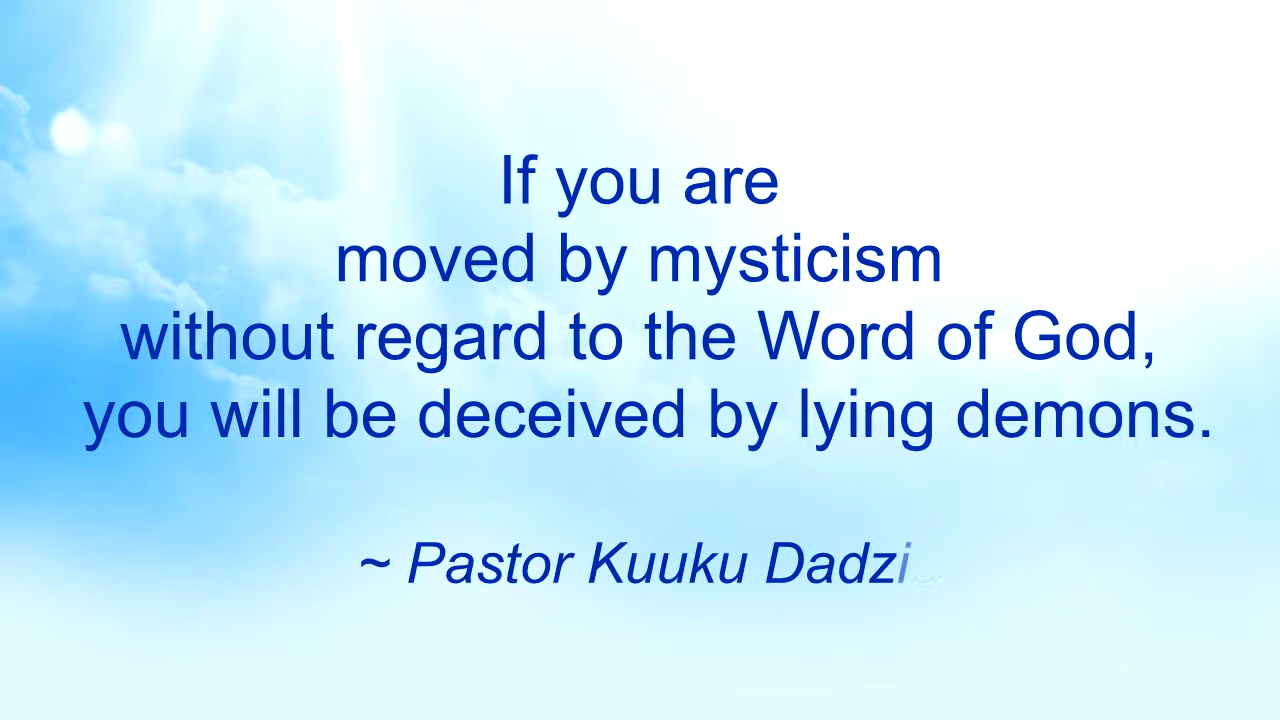 If you are
moved by mysticism
without regard to the Word of God,
you will be deceived by lying demons.
~ Pastor Kuuku Dadzi